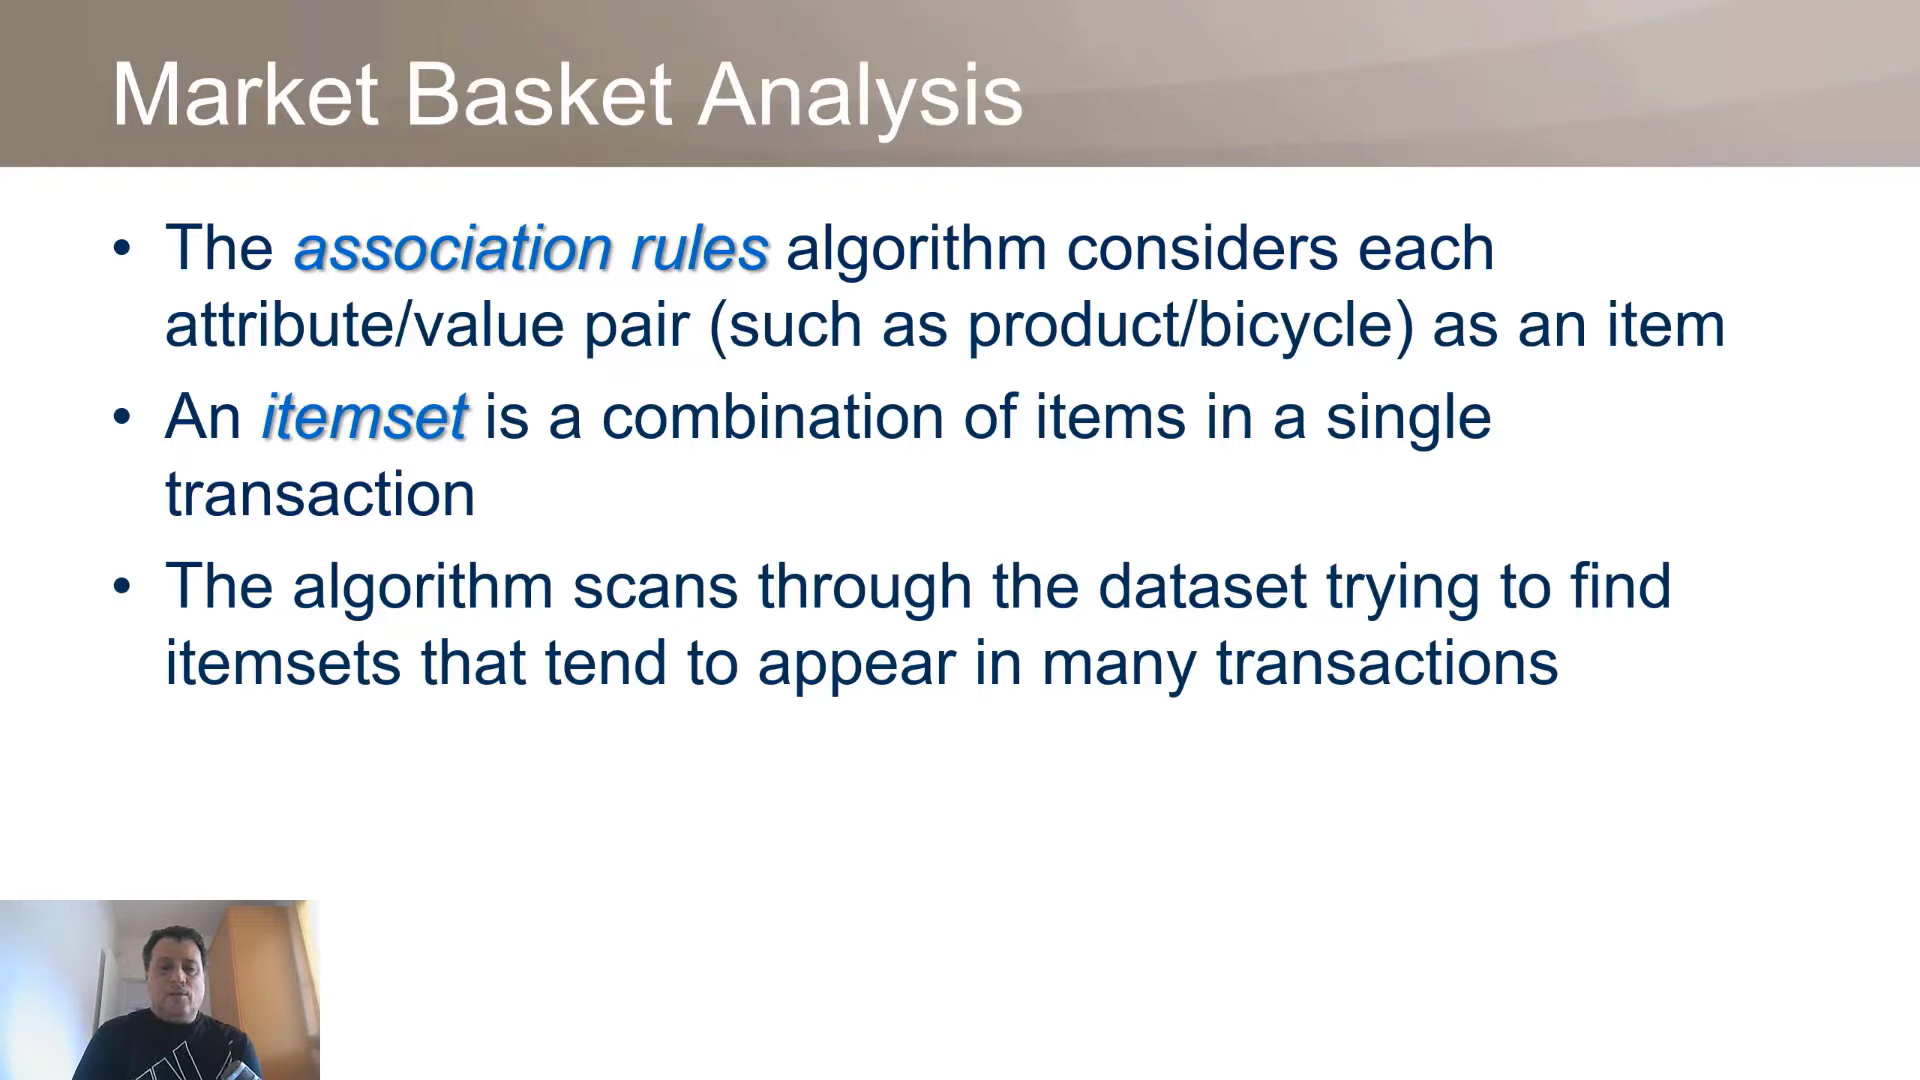 Market Basket Analysis
• The association rules algorithm considers each
attribute/value pair (such as product/bicycle) as an item
• An itemset is a combination of items in a single
transaction
• The algorithm scans through the dataset trying to find
itemsets that tend to appear in many transactions